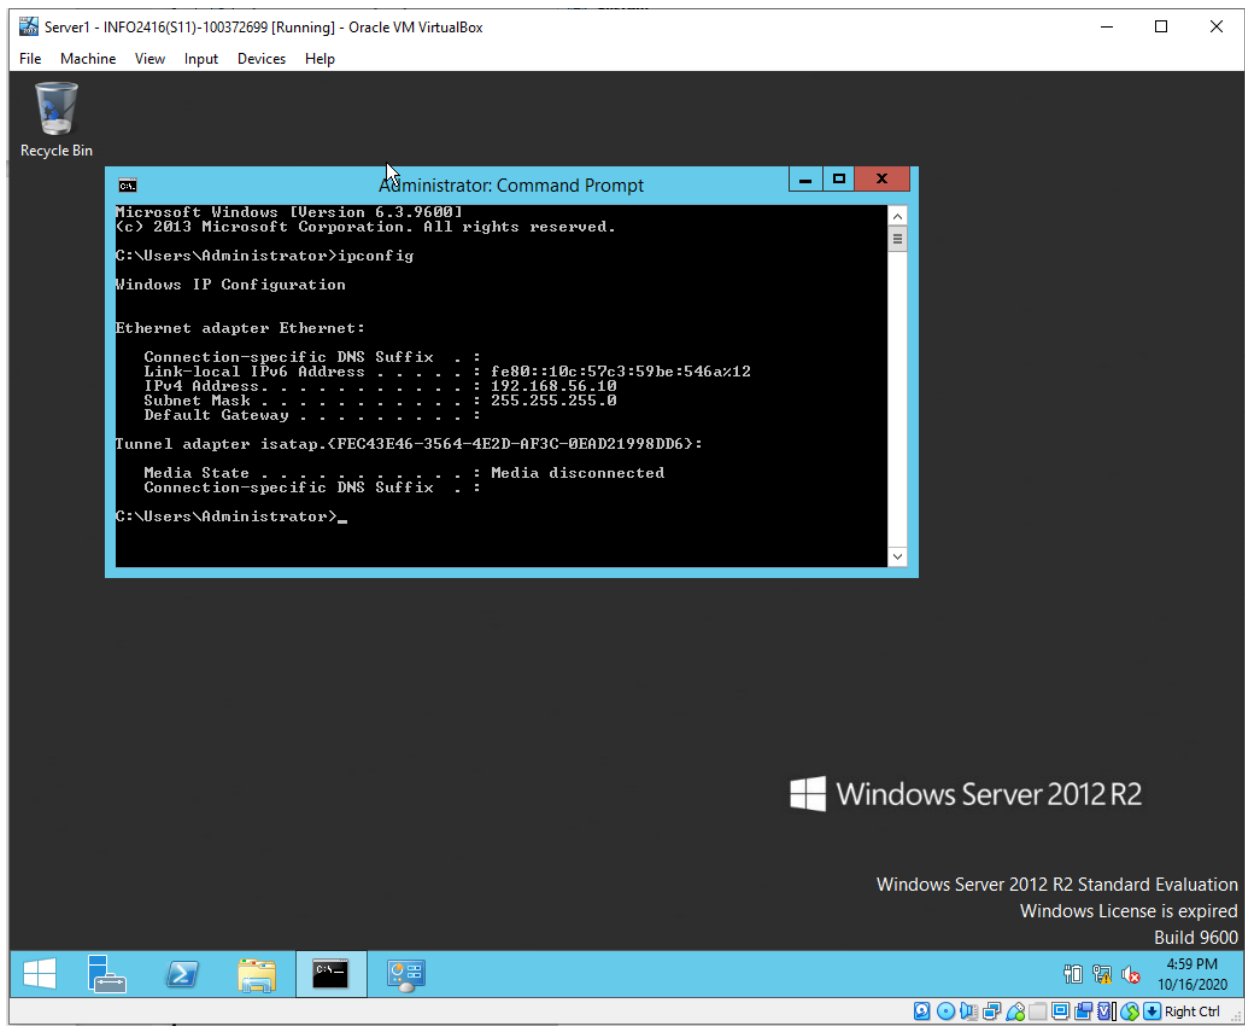 Server1 - INFO2416(S11)-100372699 [Running] - Oracle VM VirtualBox
File Machine View Input Devices Help
Recycle Bin
Administrator: Command Prompt
Microsoft Windows [Version 6.3.9600]
(c) 2013 Microsoft Corporation. All rights reserved.
C:\Users\Administrator>ipconfig
Windows IP Configuration
Ethernet adapter Ethernet:
Connection-specific DNS Suffix . :
Link-local IPv6 Address . . . . . : fe80::10c:57c3:59be:546a%12
IPv4 Address. . . . . . . . . . . : 192.168.56.10
Subnet Mask . . . . . . . . . . . : 255.255.255.0
Default Gateway . . . . . . . . . :
Tunnel adapter isatap.{FEC43E46-3564-4E2D-AF3C-0EAD21998DD6}:
Media State . . . . . . . . . . . : Media disconnected
Connection-specific DNS Suffix . :
C:\Users\Administrator>_
Windows Server 2012 R2
Windows Server 2012 R2 Standard Evaluation
Windows License is expired
Build 9600
4:59 PM
10/16/2020
Right Ctrl